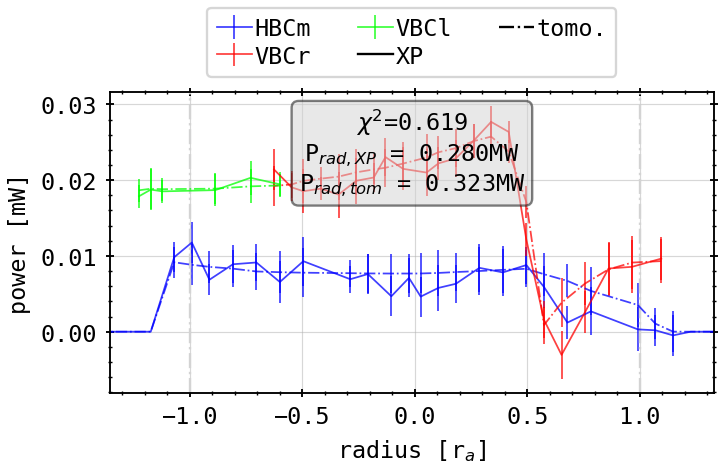 HBCm VBCl tomo.
VBCr XP
χ²=0.619
P_rad,XP = 0.280MW
P_rad,tom = 0.323MW
0.03
0.02
0.01
0.00
power [mW]
−1.0 −0.5 0.0 0.5 1.0
radius [r_a]